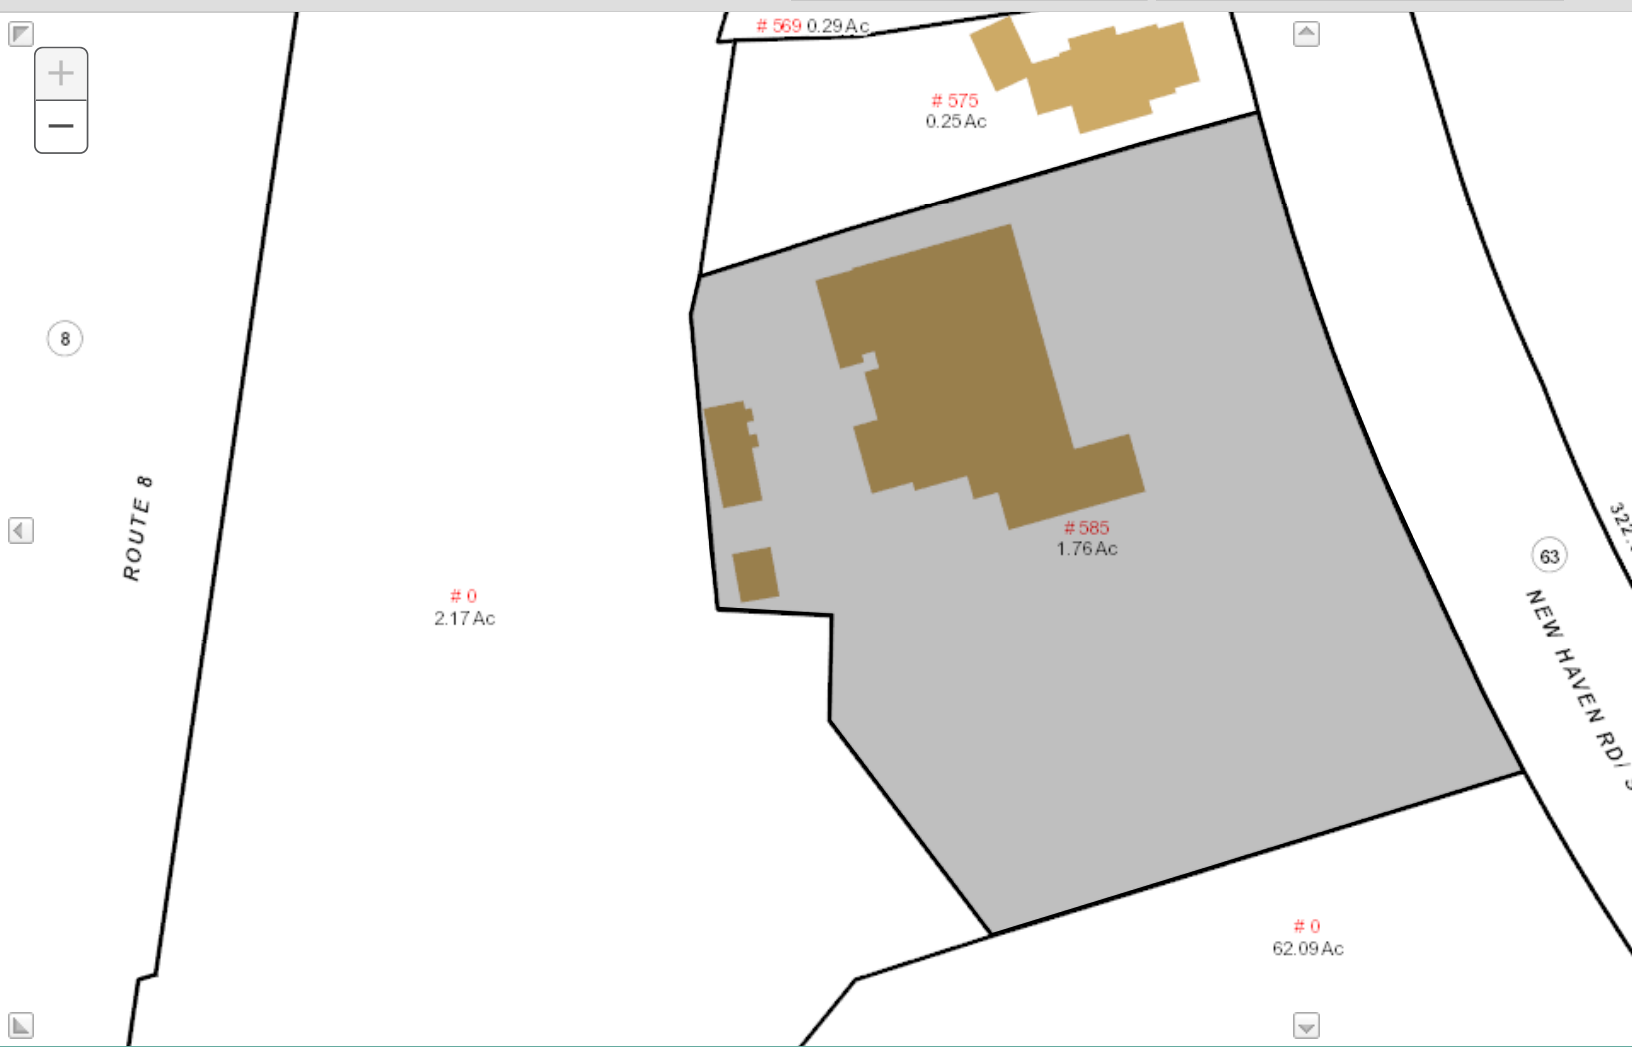 # 569 0.29 Ac
# 575
0.25 Ac
8
ROUTE 8
# 585
1.76 Ac
# 0
2.17 Ac
63
NEW HAVEN RD/
322.
# 0
62.09 Ac